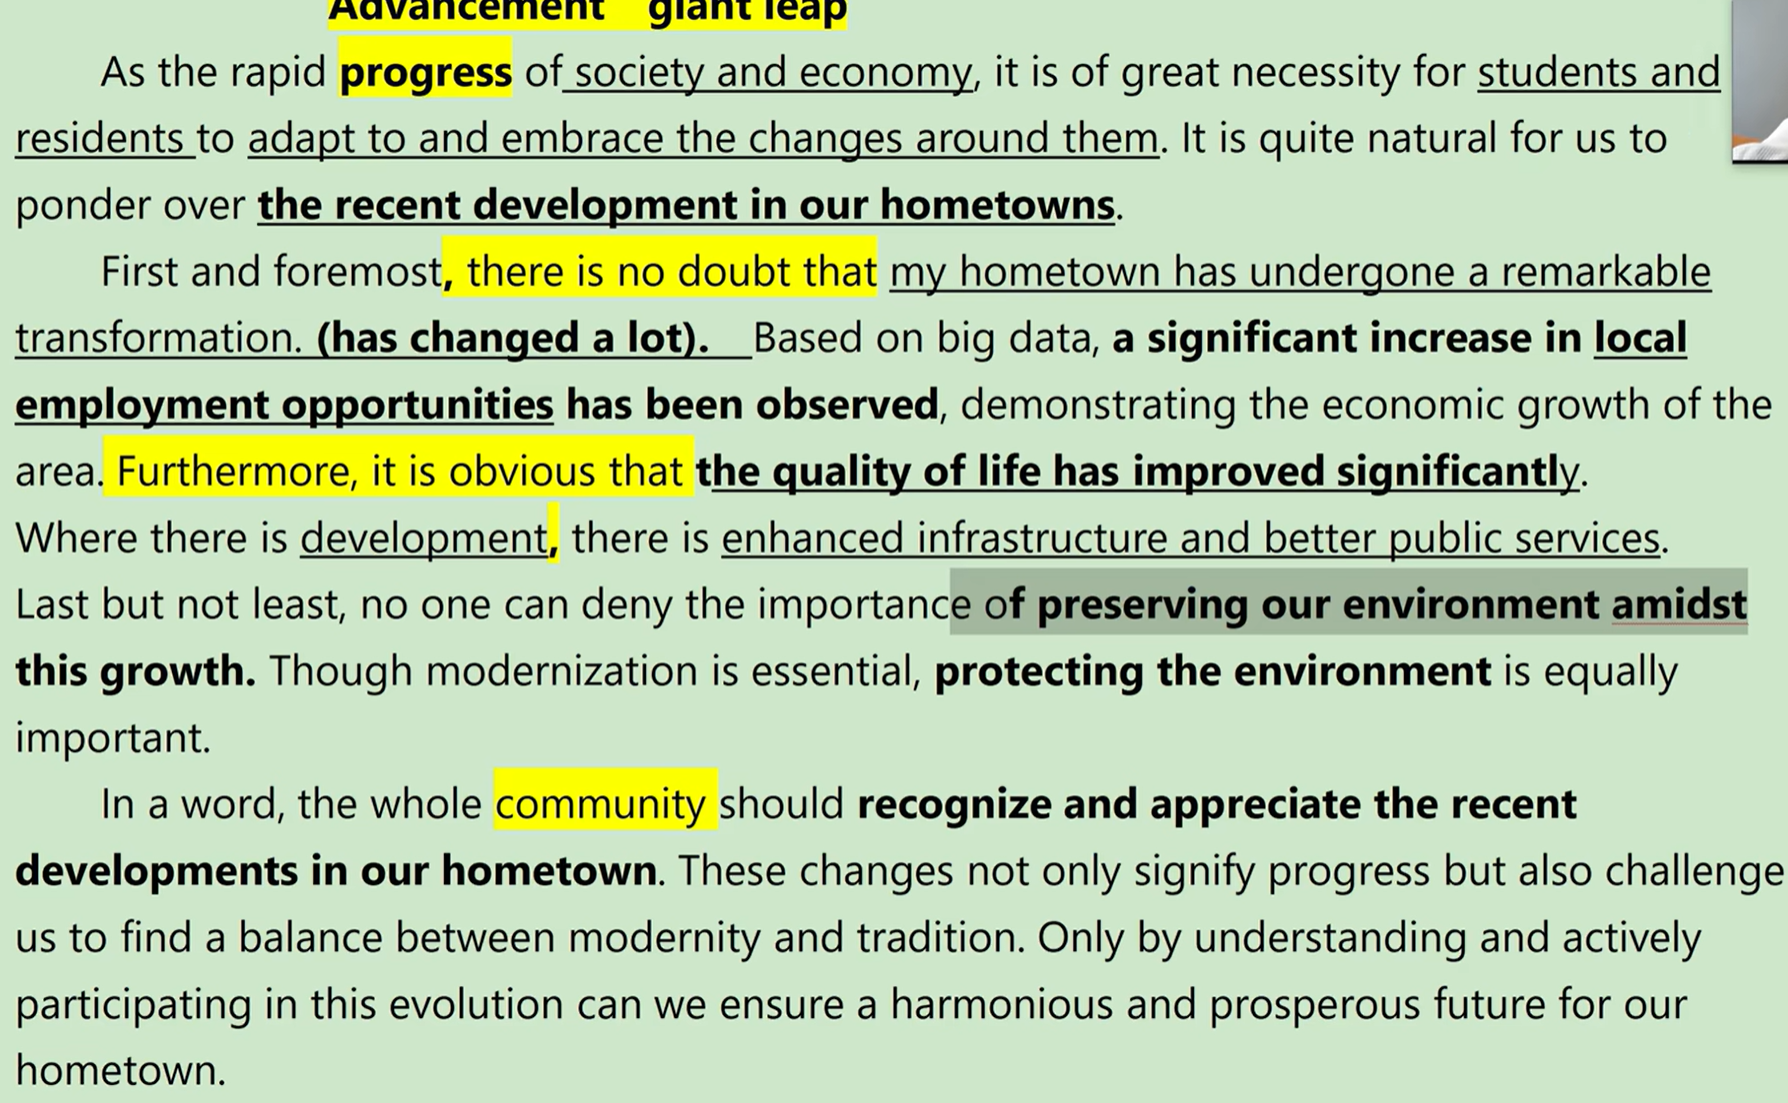 Advancement giant leap
As the rapid progress of society and economy, it is of great necessity for students and
residents to adapt to and embrace the changes around them. It is quite natural for us to
ponder over the recent development in our hometowns.
First and foremost, there is no doubt that my hometown has undergone a remarkable
transformation. (has changed a lot). Based on big data, a significant increase in local
employment opportunities has been observed, demonstrating the economic growth of the
area. Furthermore, it is obvious that the quality of life has improved significantly.
Where there is development, there is enhanced infrastructure and better public services.
Last but not least, no one can deny the importance of preserving our environment amidst
this growth. Though modernization is essential, protecting the environment is equally
important.
In a word, the whole community should recognize and appreciate the recent
developments in our hometown. These changes not only signify progress but also challenge
us to find a balance between modernity and tradition. Only by understanding and actively
participating in this evolution can we ensure a harmonious and prosperous future for our
hometown.